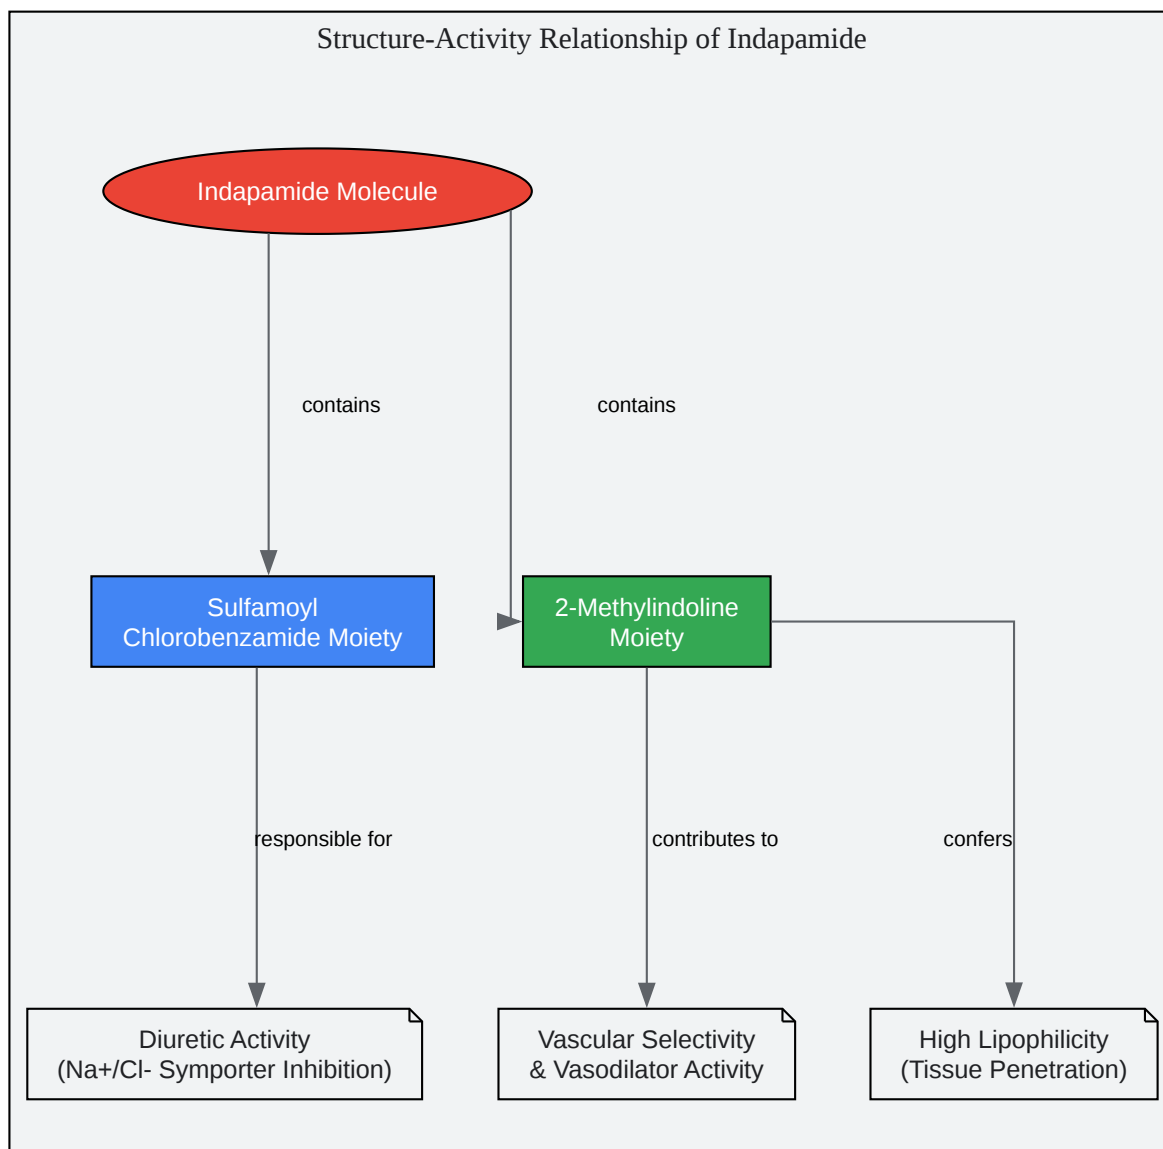 Structure-Activity Relationship of Indapamide
Indapamide Molecule
contains
contains
Sulfamoyl
Chlorobenzamide Moiety
2-Methylindoline
Moiety
responsible for
contributes to
confers
Diuretic Activity
(Na+/Cl- Symporter Inhibition)
Vascular Selectivity
& Vasodilator Activity
High Lipophilicity
(Tissue Penetration)